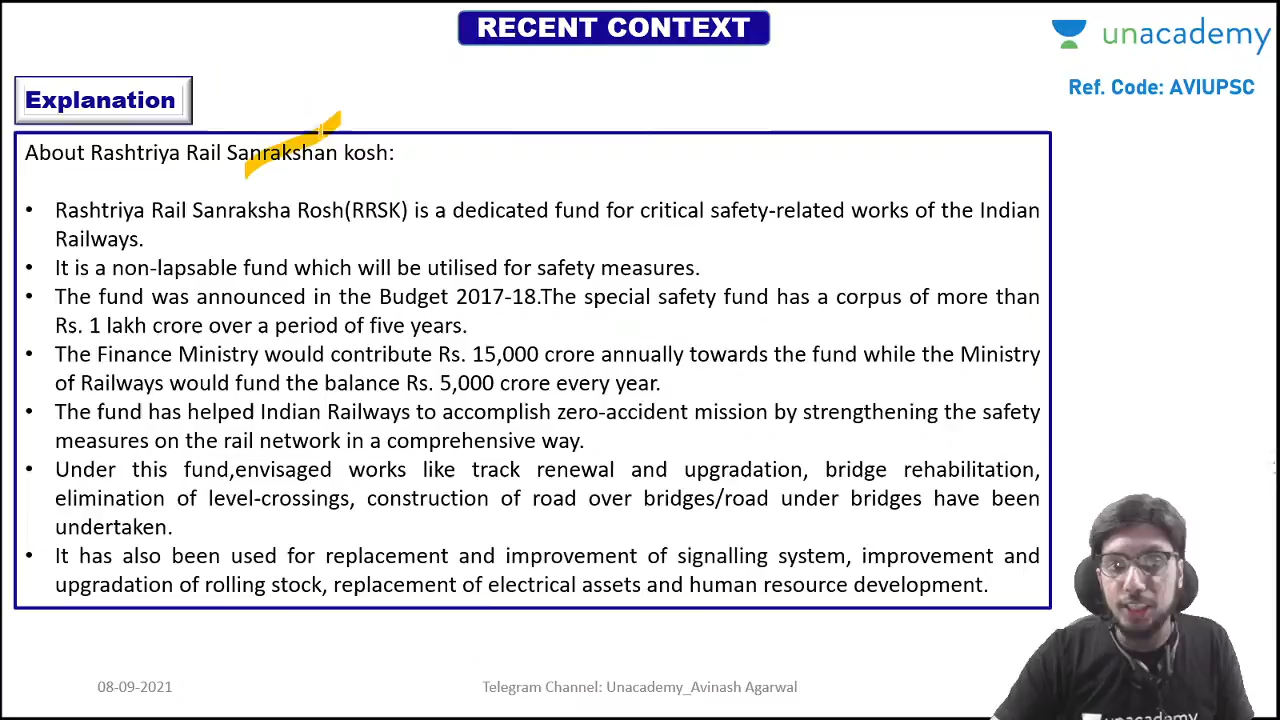 RECENT CONTEXT
unacademy
Ref. Code: AVIUPSC
Explanation
About Rashtriya Rail Sanrakshan kosh:
• Rashtriya Rail Sanraksha Rosh(RRSK) is a dedicated fund for critical safety-related works of the Indian
Railways.
• It is a non-lapsable fund which will be utilised for safety measures.
• The fund was announced in the Budget 2017-18.The special safety fund has a corpus of more than
Rs. 1 lakh crore over a period of five years.
• The Finance Ministry would contribute Rs. 15,000 crore annually towards the fund while the Ministry
of Railways would fund the balance Rs. 5,000 crore every year.
• The fund has helped Indian Railways to accomplish zero-accident mission by strengthening the safety
measures on the rail network in a comprehensive way.
• Under this fund,envisaged works like track renewal and upgradation, bridge rehabilitation,
elimination of level-crossings, construction of road over bridges/road under bridges have been
undertaken.
• It has also been used for replacement and improvement of signalling system, improvement and
upgradation of rolling stock, replacement of electrical assets and human resource development.
08-09-2021
Telegram Channel: Unacademy_Avinash Agarwal
unacademy